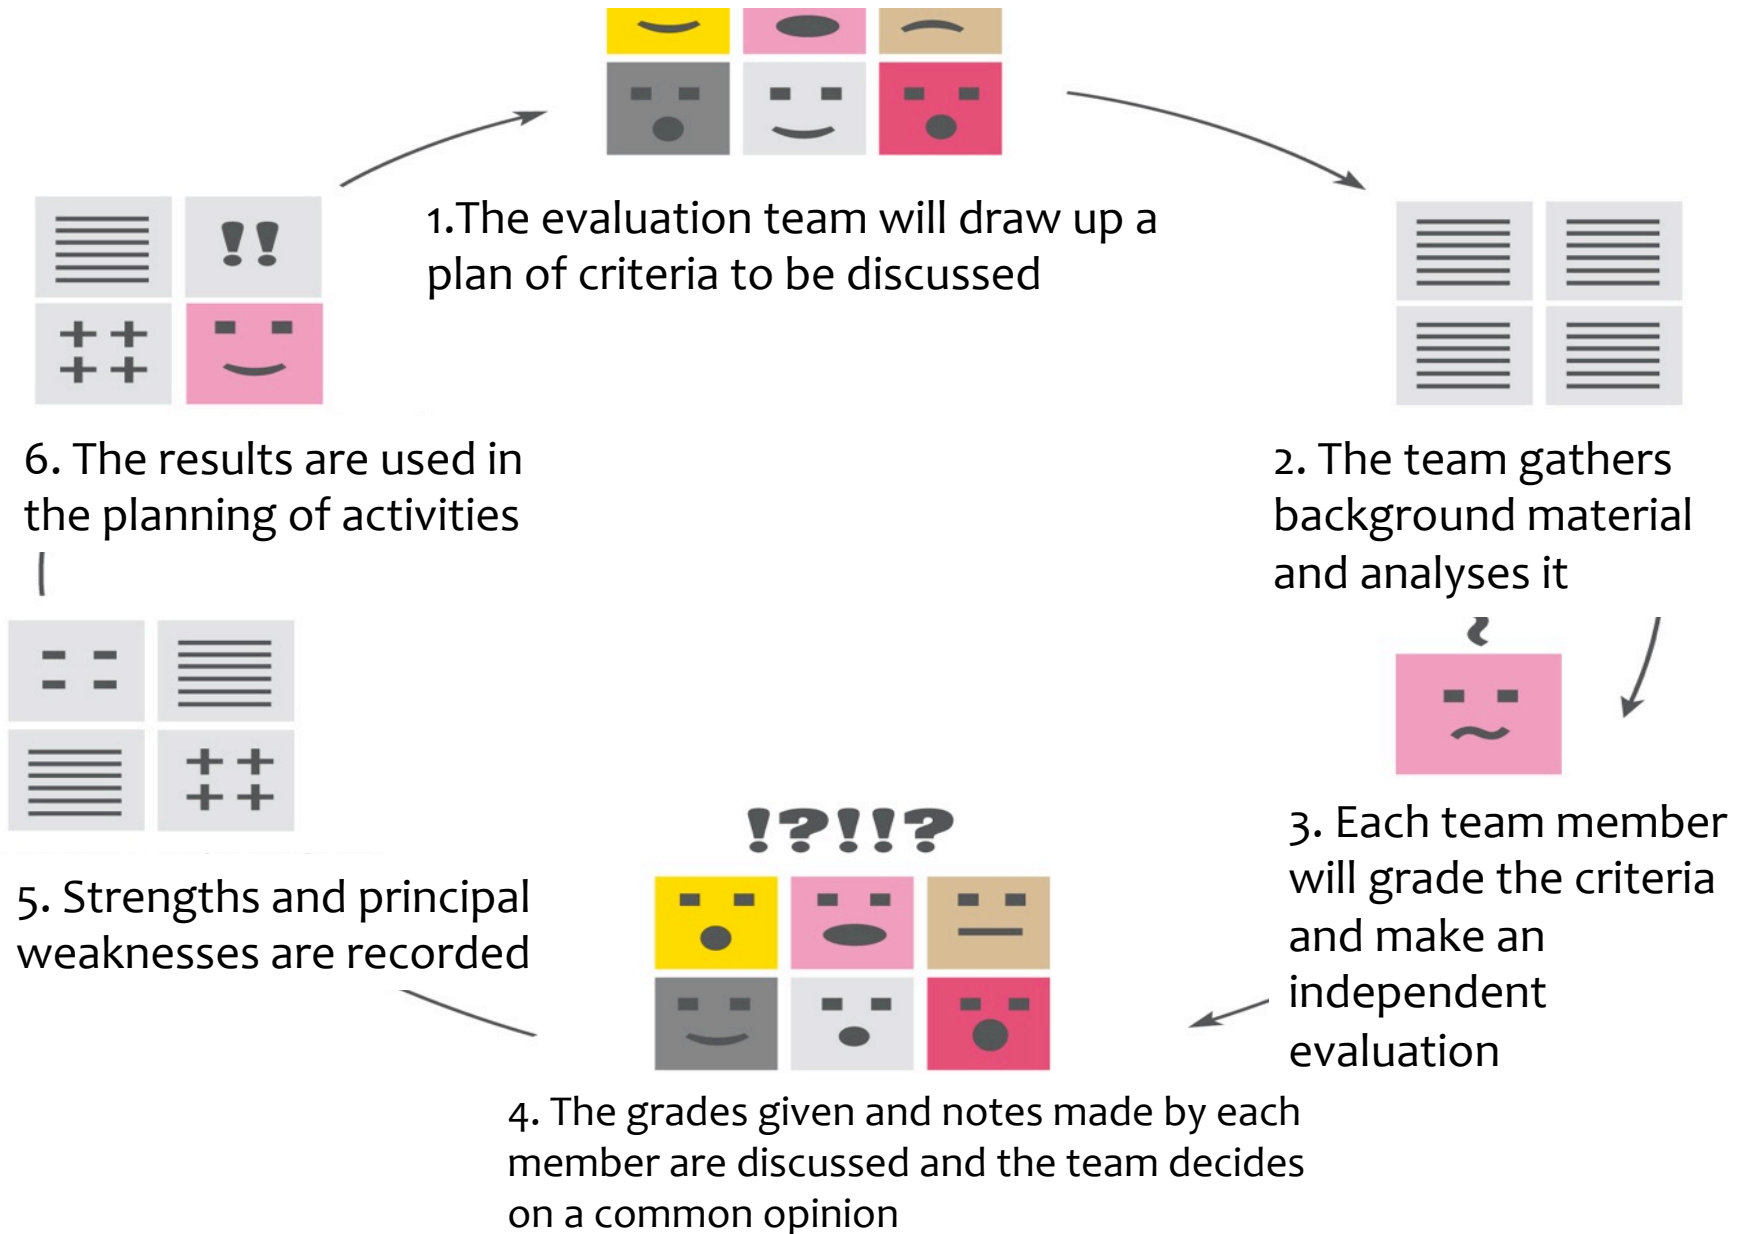 1.The evaluation team will draw up a
plan of criteria to be discussed
2. The team gathers
background material
and analyses it
3. Each team member
will grade the criteria
and make an
independent
evaluation
!?!!?
4. The grades given and notes made by each
member are discussed and the team decides
on a common opinion
5. Strengths and principal
weaknesses are recorded
6. The results are used in
the planning of activities
!!